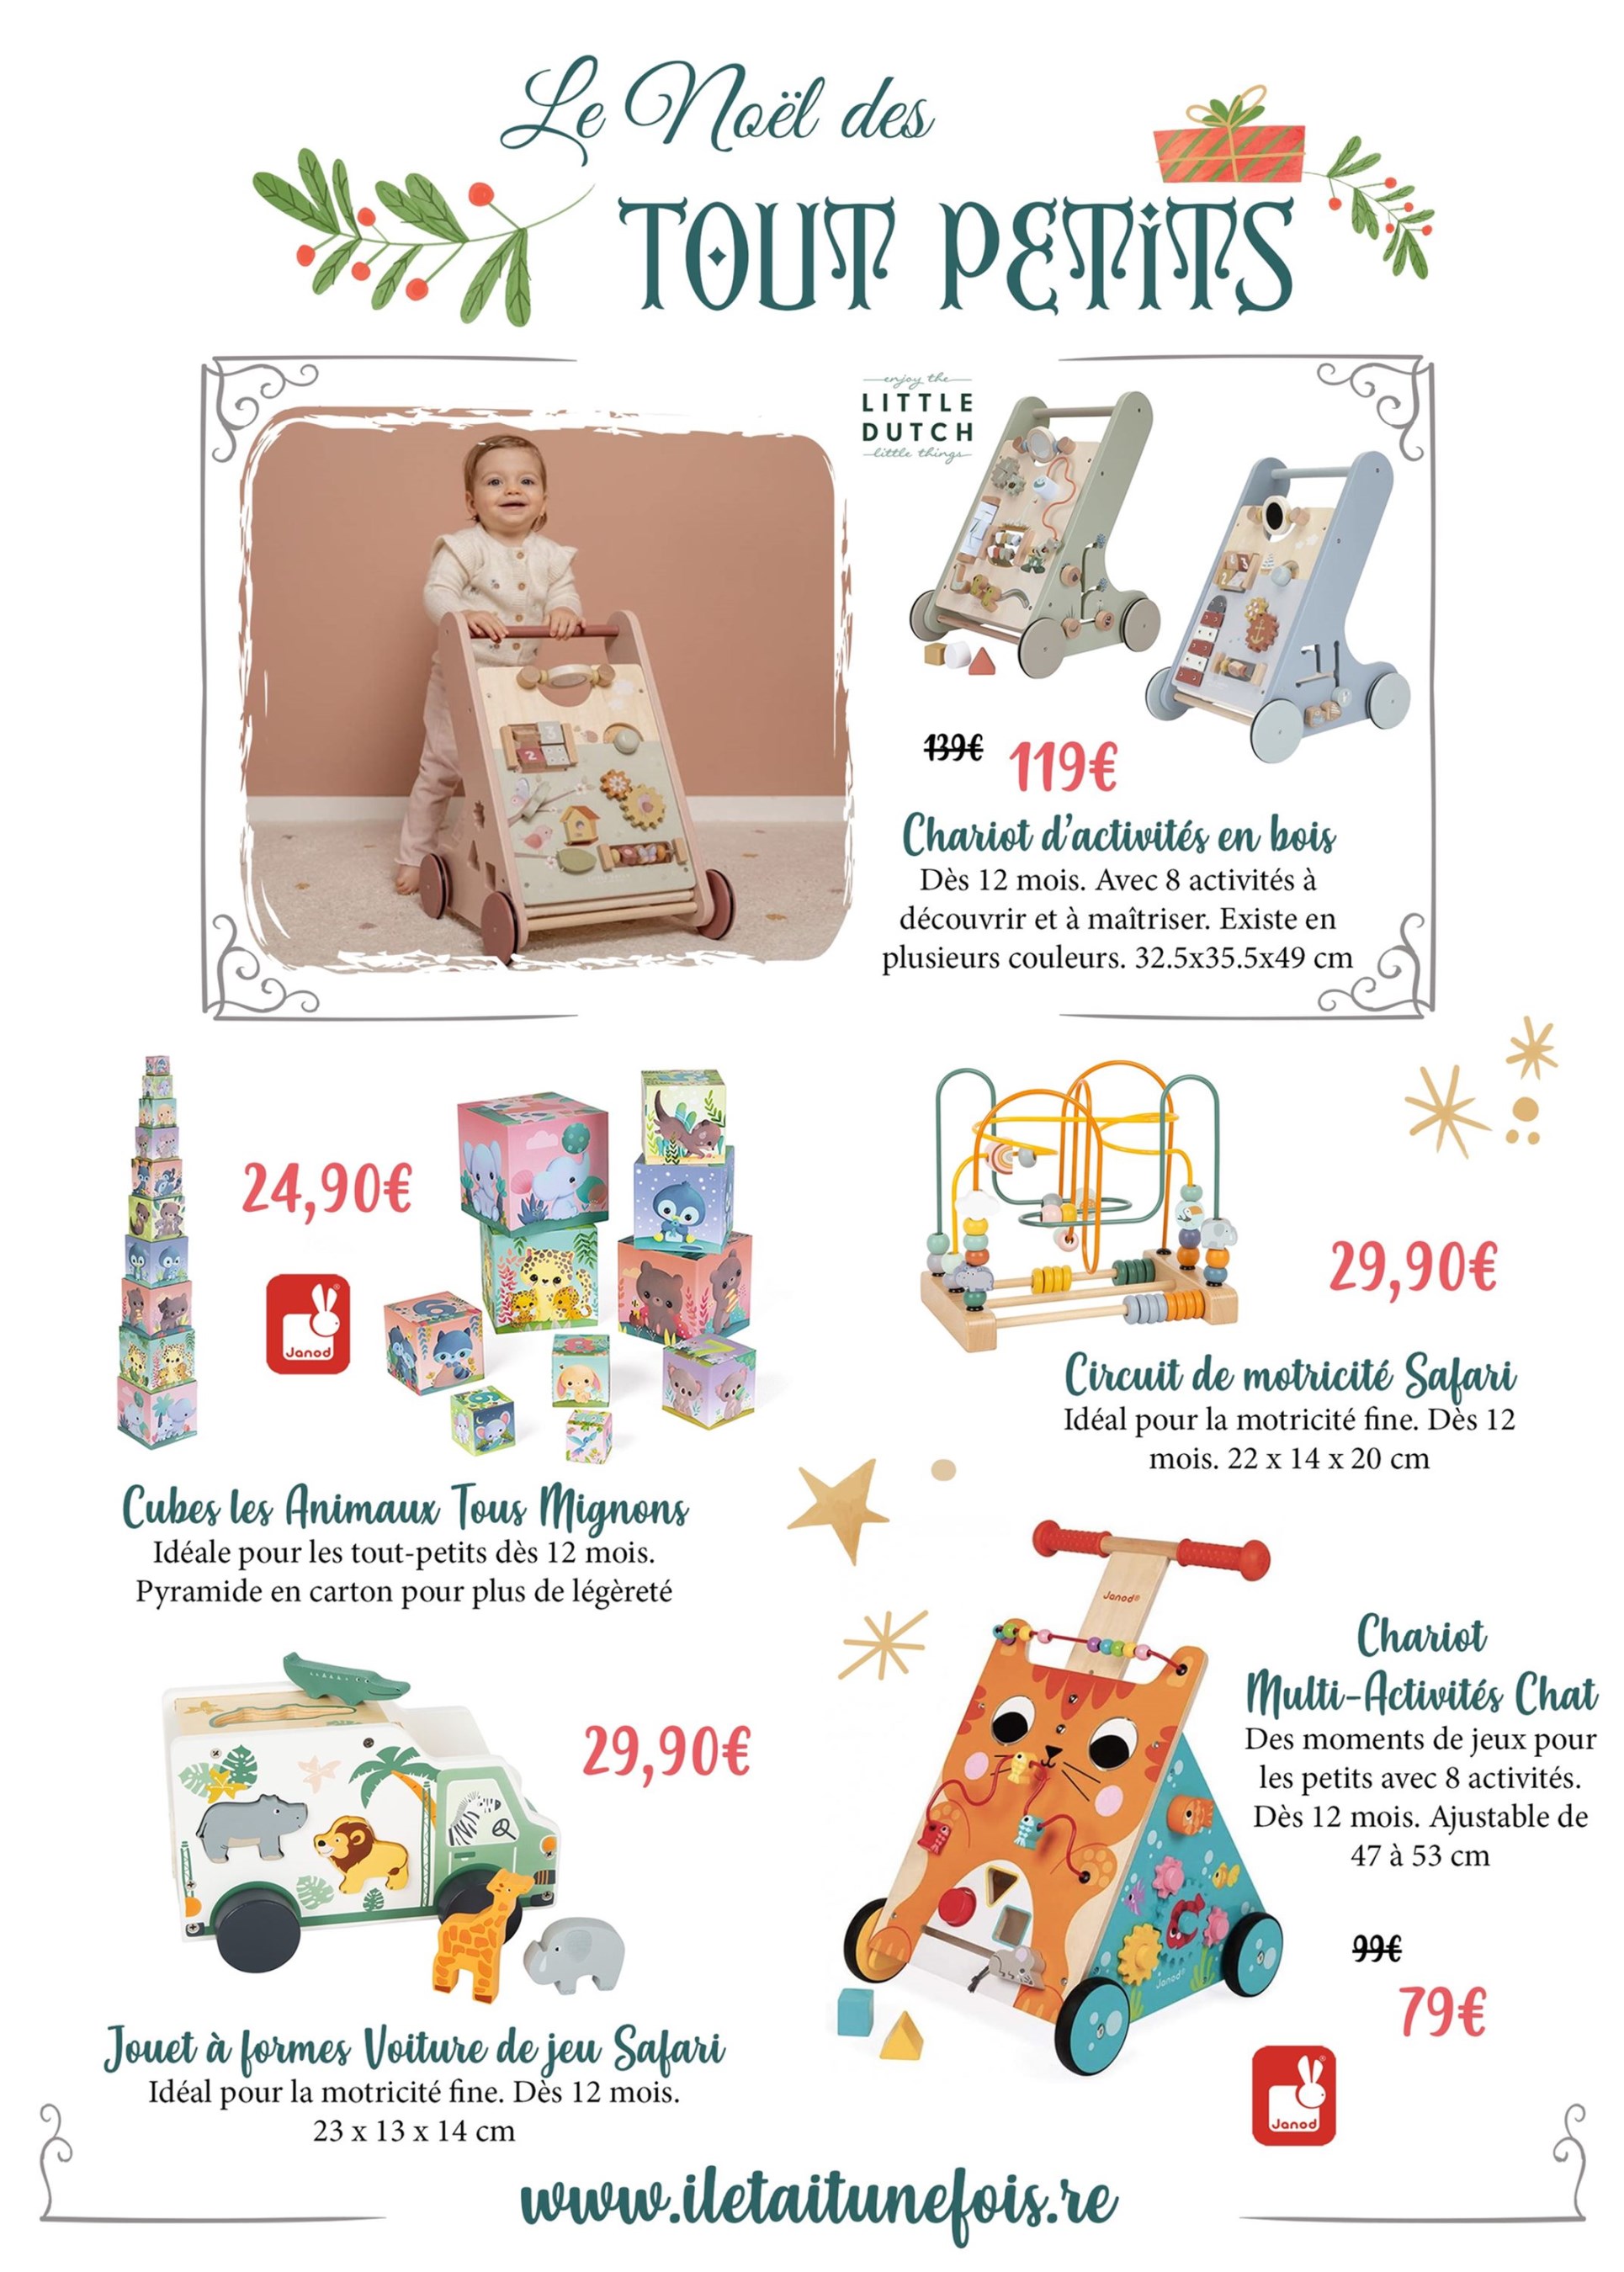 Le Noël des
TOUT PETiTS
enjoy the
LITTLE
DUTCH
little things
139€ 119€
Chariot d'activités en bois
Dès 12 mois. Avec 8 activités à
découvrir et à maîtriser. Existe en
plusieurs couleurs. 32.5x35.5x49 cm
24,90€
Janod
Cubes les Animaux Tous Mignons
Idéale pour les tout-petits dès 12 mois.
Pyramide en carton pour plus de légèreté
29,90€
Circuit de motricité Safari
Idéal pour la motricité fine. Dès 12
mois. 22 x 14 x 20 cm
29,90€
Jouet à formes Voiture de jeu Safari
Idéal pour la motricité fine. Dès 12 mois.
23 x 13 x 14 cm
Janod®
Janod®
Chariot
Multi-Activités Chat
Des moments de jeux pour
les petits avec 8 activités.
Dès 12 mois. Ajustable de
47 à 53 cm
99€
79€
Janod
www.iletaitunefois.re